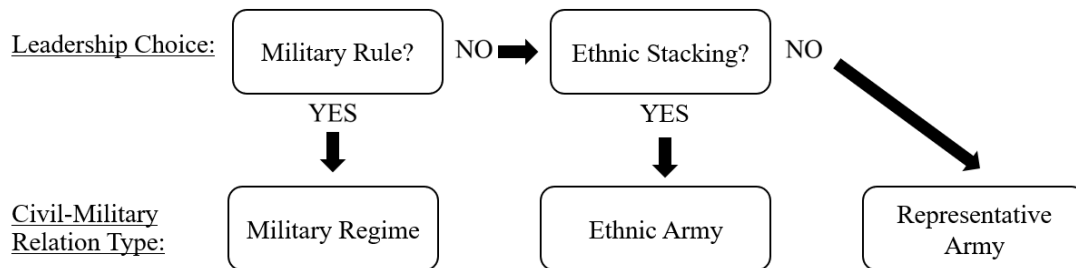 Leadership Choice:
Military Rule?
NO
Ethnic Stacking?
NO
YES
YES
Civil-Military
Relation Type:
Military Regime
Ethnic Army
Representative
Army